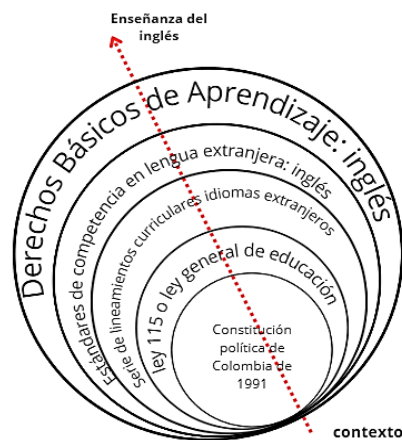 Enseñanza del
inglés
Derechos Básicos de Aprendizaje: inglés
Estándares de competencia en lengua extranjera: inglés
Serie de lineamientos curriculares idiomas extranjeros
ley 115 o ley general de educación
Constitución
política de
Colombia de
1991
contexto